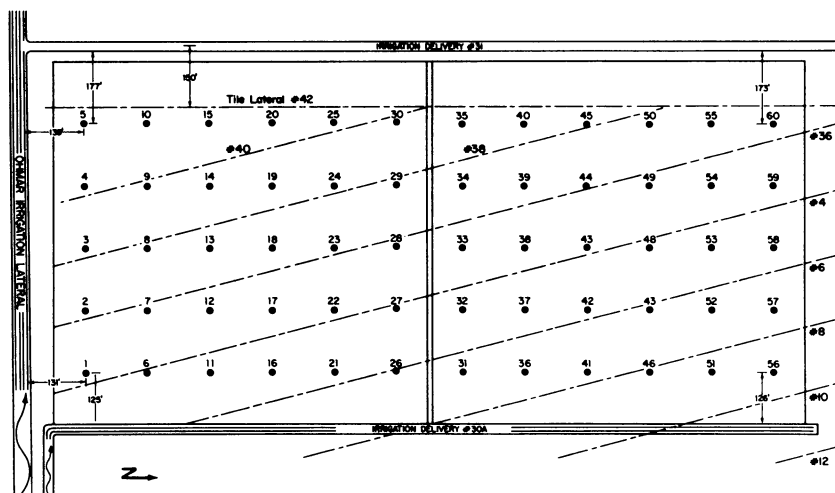 IRRIGATION DELIVERY #31
177'
150'
173'
Tile Lateral #42
5 10 15 20 25 30 35 40 45 50 55 60
139'
#36
#40 #38
4 9 14 19 24 29 34 39 44 49 54 59
#4
OHMAR IRRIGATION LATERAL
3 8 13 18 23 28 33 38 43 48 53 58
#6
2 7 12 17 22 27 32 37 42 43 52 57
#8
1 6 11 16 21 26 31 36 41 46 51 56
131'
125'
126'
#10
IRRIGATION DELIVERY #30A
#12
N